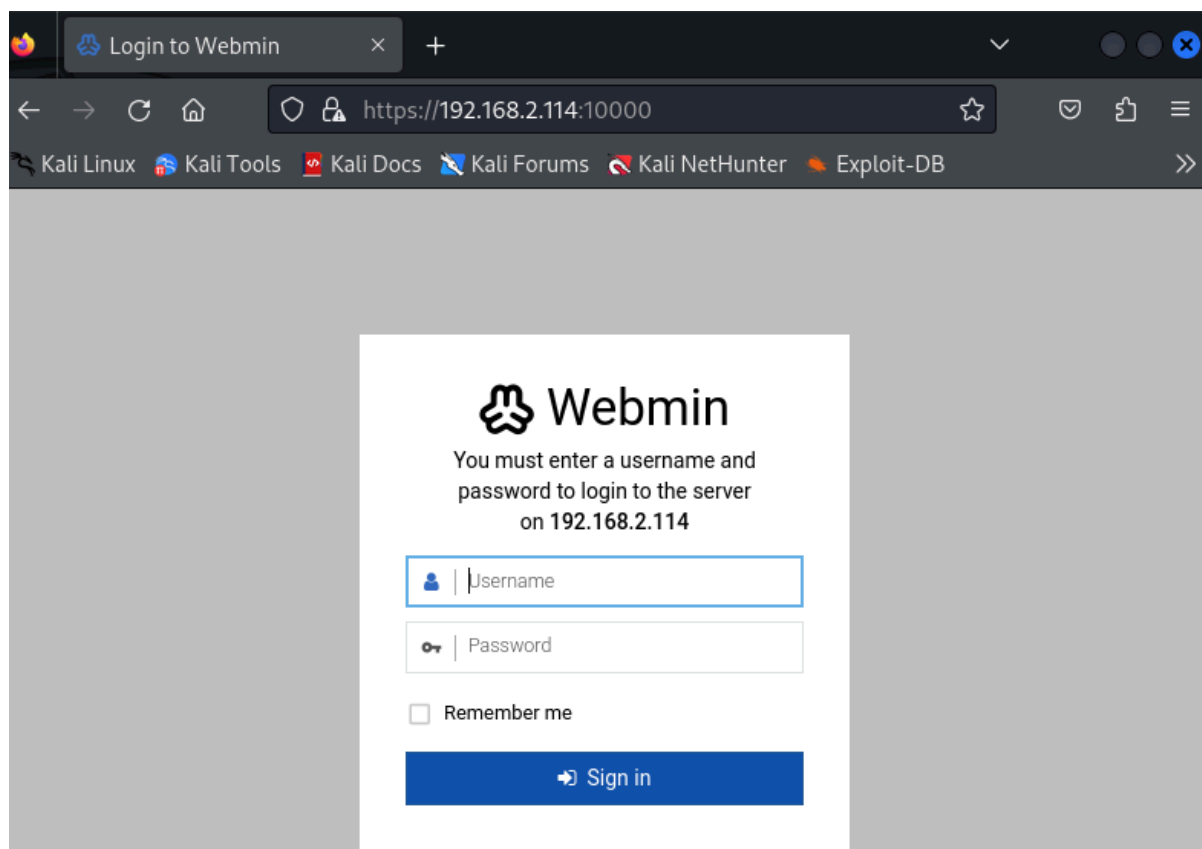 Login to Webmin
https://192.168.2.114:10000
Kali Linux Kali Tools Kali Docs Kali Forums Kali NetHunter Exploit-DB
Webmin
You must enter a username and
password to login to the server
on 192.168.2.114
Username
Password
Remember me
Sign in